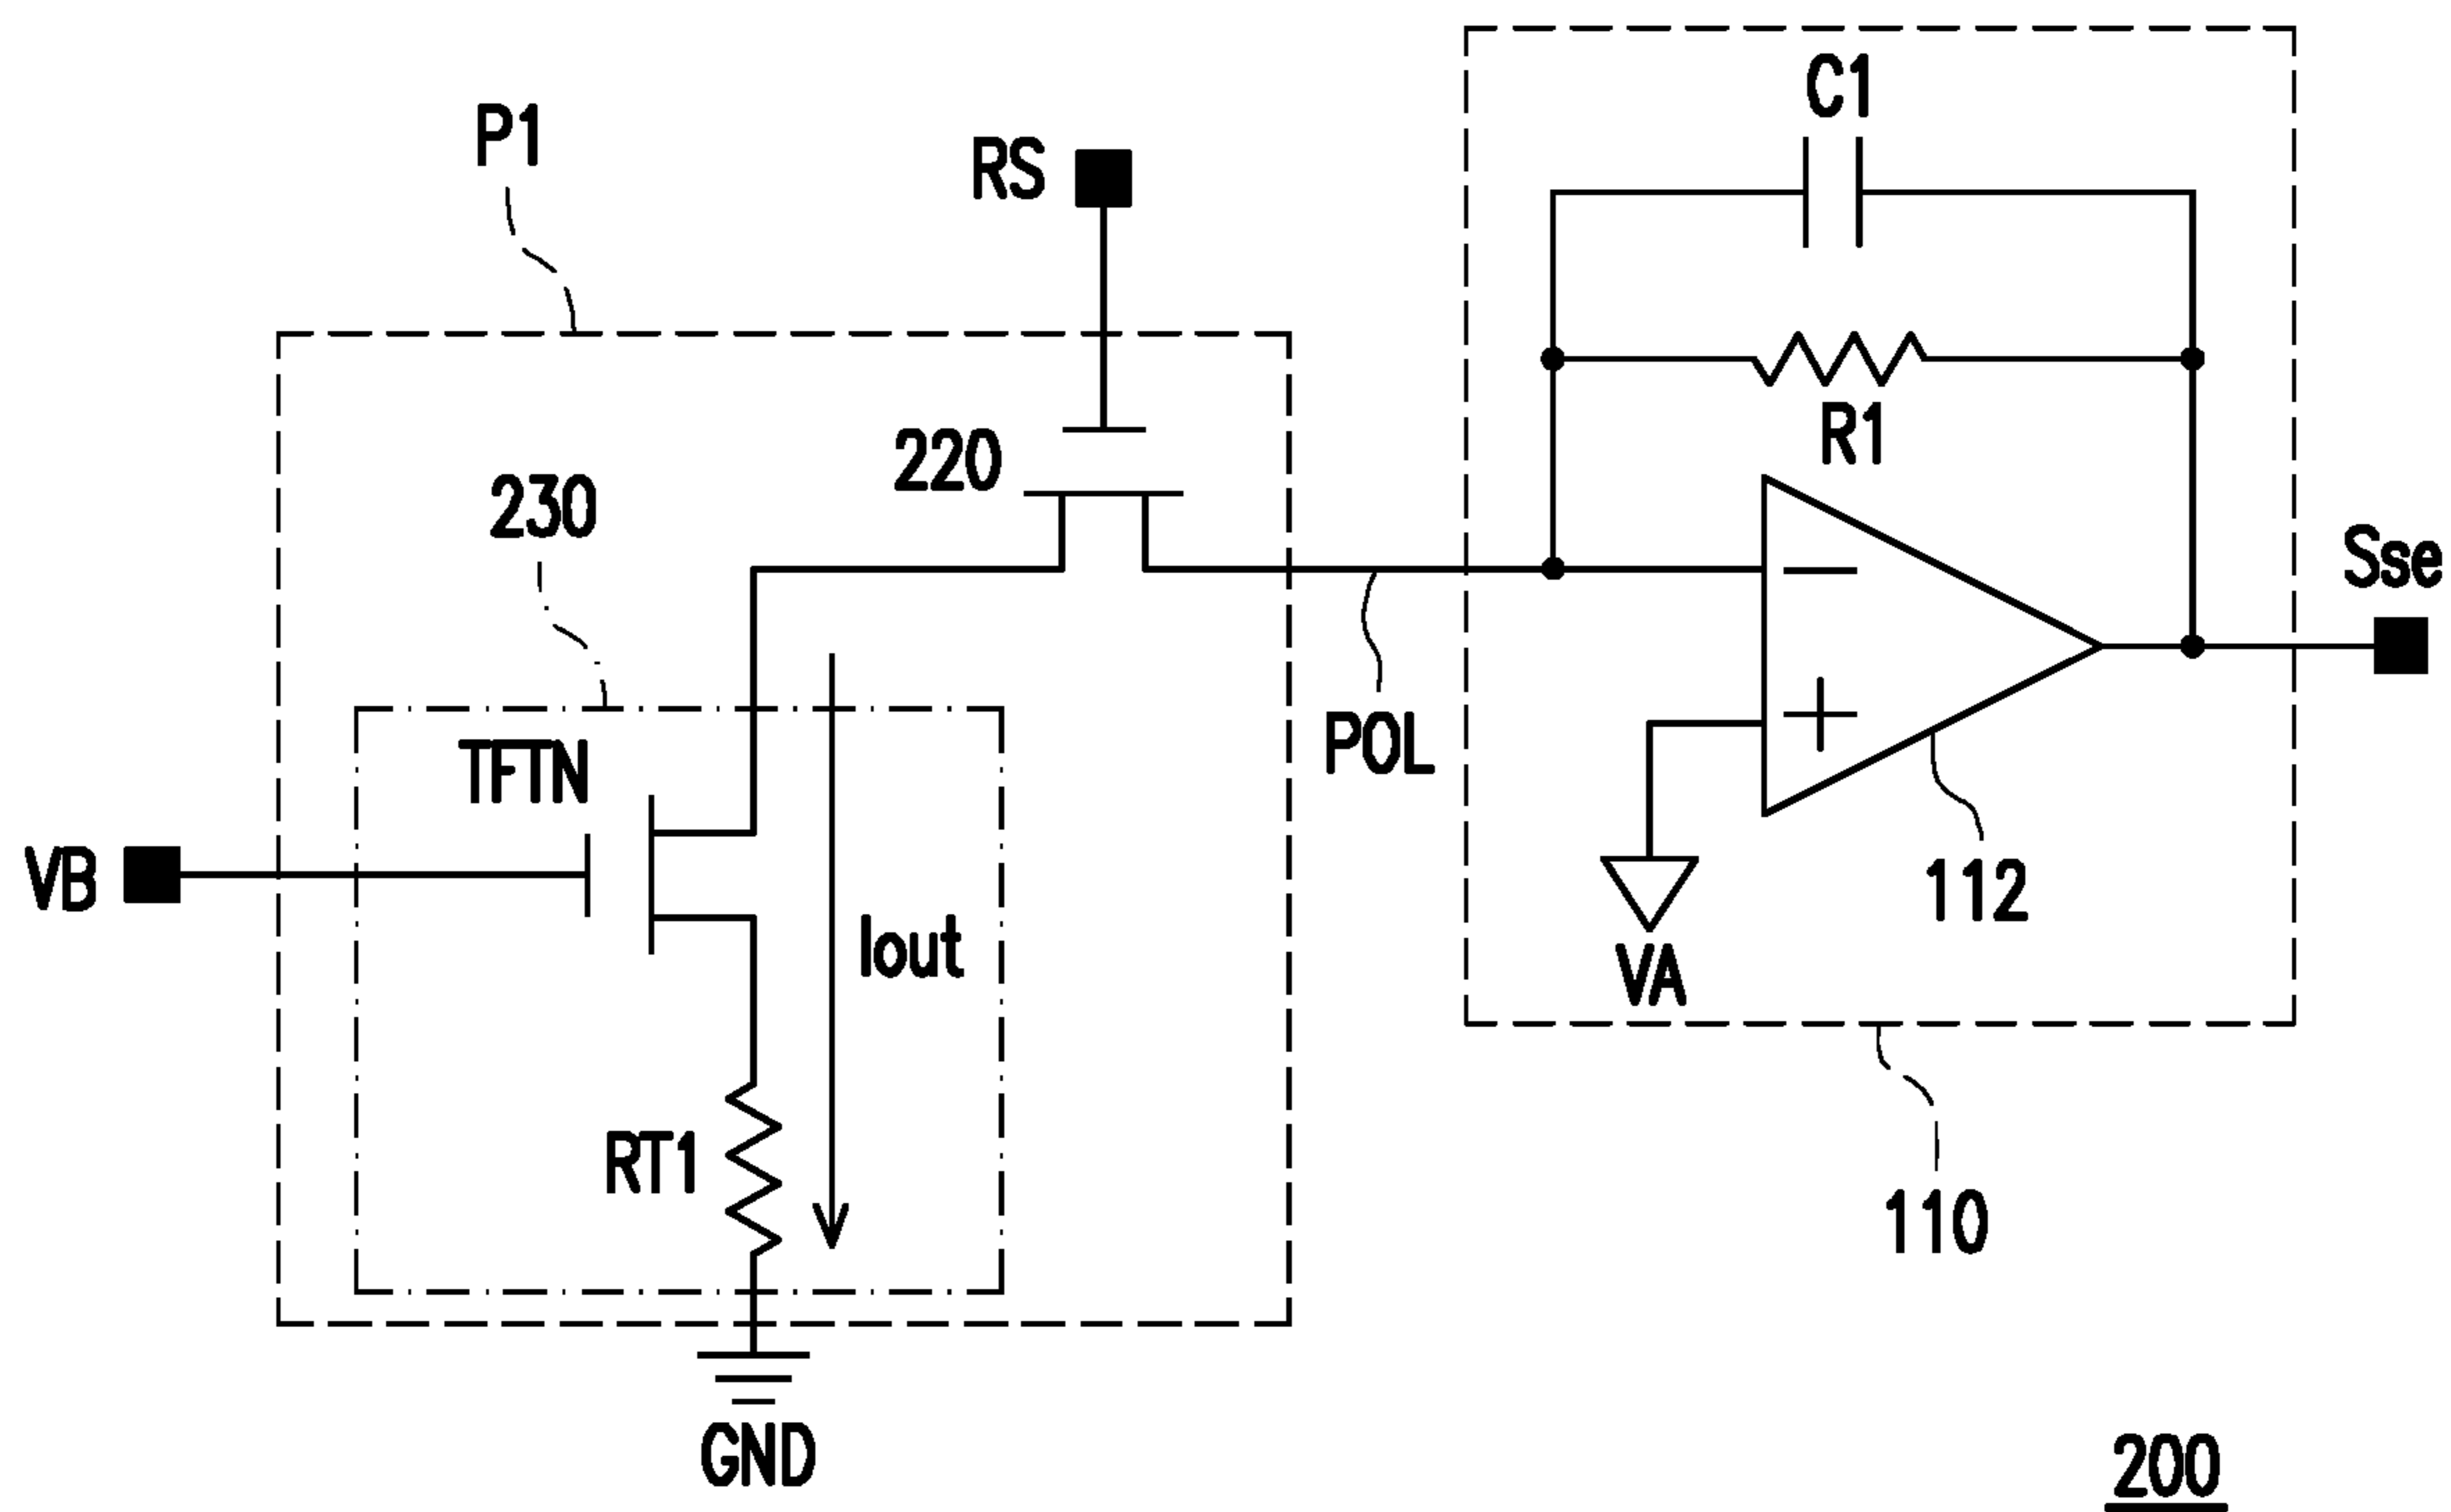 C1
P1
RS
R1
220
230
Sse
POL
TFTN
VB
112
Iout
VA
RT1
110
GND
200